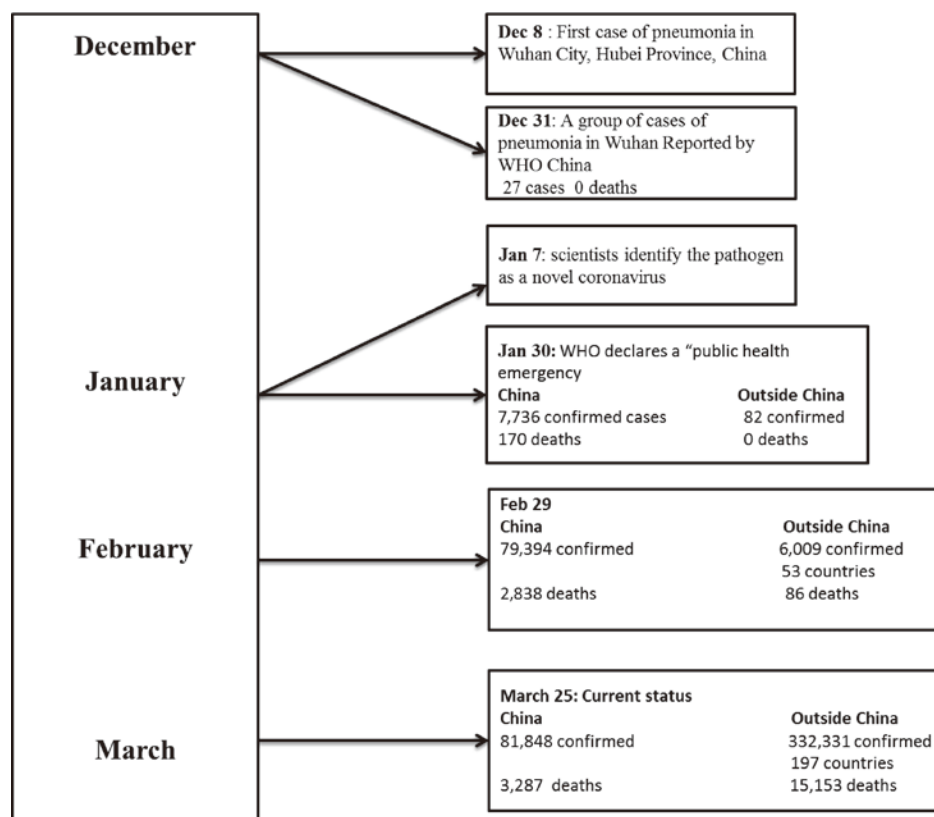 December
Dec 8 : First case of pneumonia in
Wuhan City, Hubei Province, China
Dec 31: A group of cases of
pneumonia in Wuhan Reported by
WHO China
27 cases 0 deaths
January
Jan 7: scientists identify the pathogen
as a novel coronavirus
Jan 30: WHO declares a “public health
emergency
China Outside China
7,736 confirmed cases 82 confirmed
170 deaths 0 deaths
February
Feb 29
China Outside China
79,394 confirmed 6,009 confirmed
53 countries
2,838 deaths 86 deaths
March
March 25: Current status
China Outside China
81,848 confirmed 332,331 confirmed
197 countries
3,287 deaths 15,153 deaths